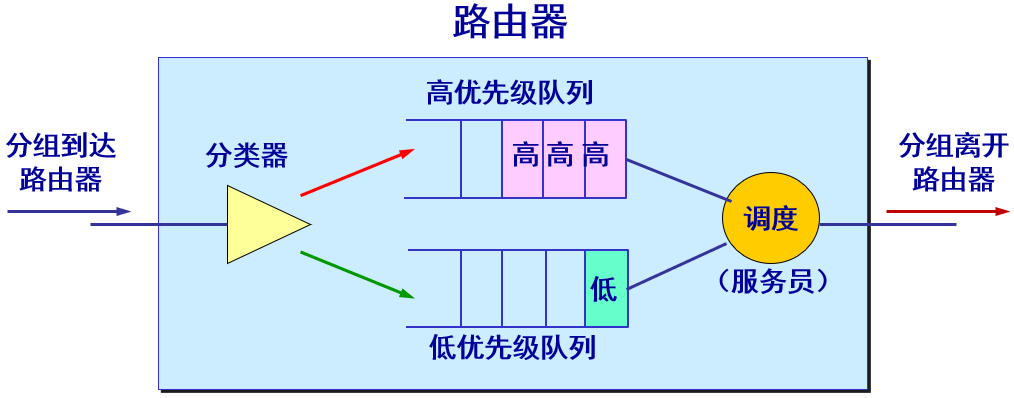 路由器
高优先级队列
分组到达
路由器
分类器
高 高 高
分组离开
路由器
调度
（服务员）
低
低优先级队列